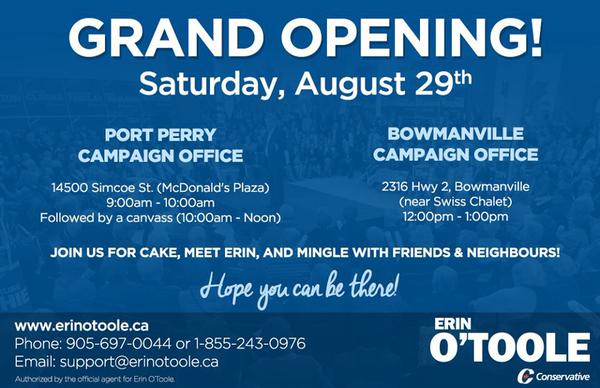 GRAND OPENING!
Saturday, August 29th
PORT PERRY
CAMPAIGN OFFICE
14500 Simcoe St. (McDonald's Plaza)
9:00am - 10:00am
Followed by a canvass (10:00am - Noon)
BOWMANVILLE
CAMPAIGN OFFICE
2316 Hwy 2, Bowmanville
(near Swiss Chalet)
12:00pm - 1:00pm
JOIN US FOR CAKE, MEET ERIN, AND MINGLE WITH FRIENDS & NEIGHBOURS!
Hope you can be there!
www.erinotoole.ca
Phone: 905-697-0044 or 1-855-243-0976
Email: support@erinotoole.ca
Authorized by the official agent for Erin O'Toole.
ERIN
O'TOOLE
Conservative